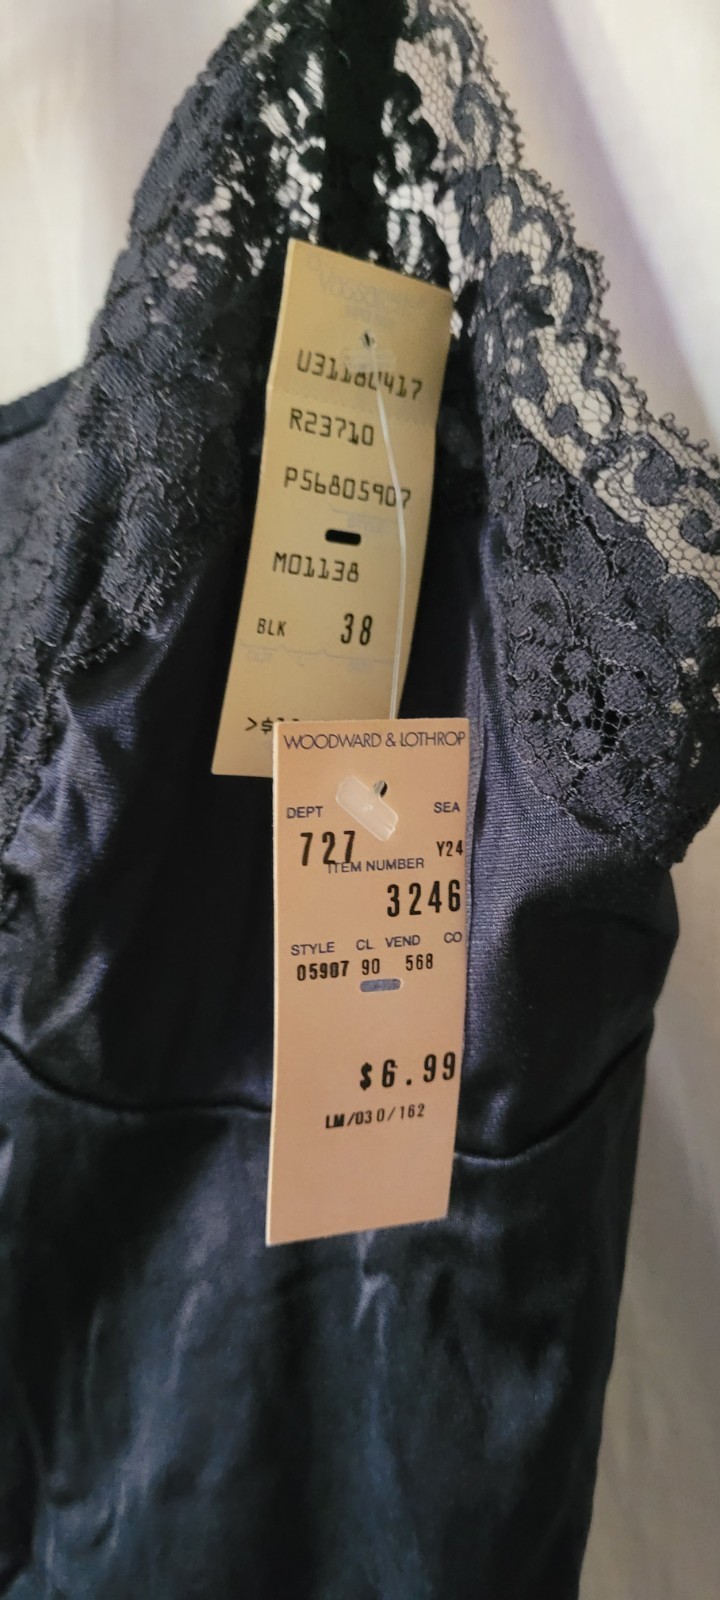 U31180417
R23710
P56805907
M01138
BLK 38
>$
WOODWARD & LOTHROP
DEPT SEA
727 Y24
ITEM NUMBER
3246
STYLE CL VEND CO
05907 90 568
$6.99
LM/030/162